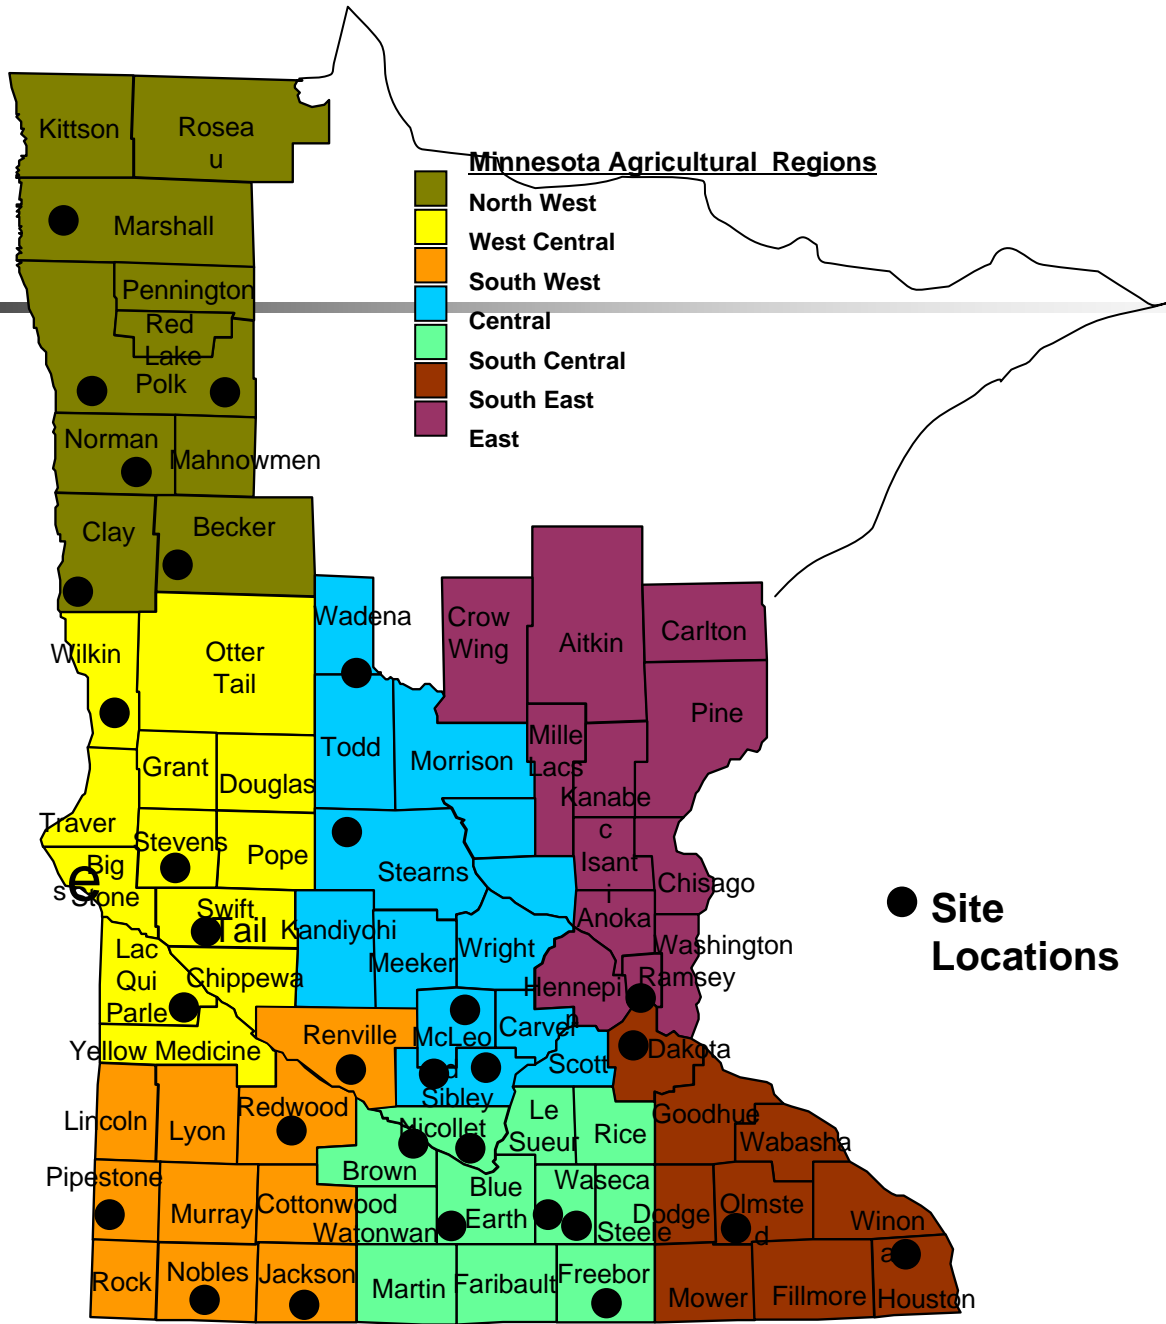 Kittson
Rosea
u
Minnesota Agricultural Regions
North West
West Central
South West
Central
South Central
South East
East
Marshall
Pennington
Red
Lake
Polk
Norman
Mahnowmen
Clay
Becker
Wadena
Crow
Wing
Aitkin
Carlton
Wilkin
Otter
Tail
Pine
Todd
Morrison
Mille
Lacs
Grant
Douglas
Kanabe
c
Traver
s
Stevens
Pope
Stearns
Isant
i
Chisago
Big
Stone
e
Tail
Swift
Kandiyohi
Anoka
Site
Locations
Lac
Qui
Parle
Chippewa
Meeker
Wright
Washington
Hennepi
n
Ramsey
Yellow Medicine
Renville
McLeo
d
Carver
Scott
Dakota
Sibley
Lincoln
Lyon
Redwood
Nicollet
Le
Sueur
Rice
Goodhue
Wabasha
Pipestone
Murray
Cottonwood
Brown
Watonwan
Blue
Earth
Waseca
Steele
Dodge
Olmste
d
Winon
a
Rock
Nobles
Jackson
Martin
Faribault
Freebor
Mower
Fillmore
Houston